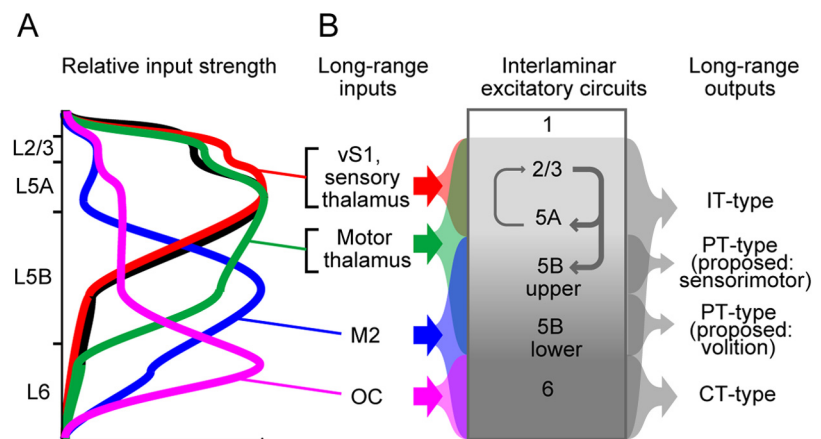 A
B
Relative input strength
Long-range
inputs
Interlaminar
excitatory circuits
Long-range
outputs
L2/3
L5A
L5B
L6
vS1,
sensory
thalamus
Motor
thalamus
M2
OC
1
2/3
5A
5B
upper
5B
lower
6
IT-type
PT-type
(proposed:
sensorimotor)
PT-type
(proposed:
volition)
CT-type